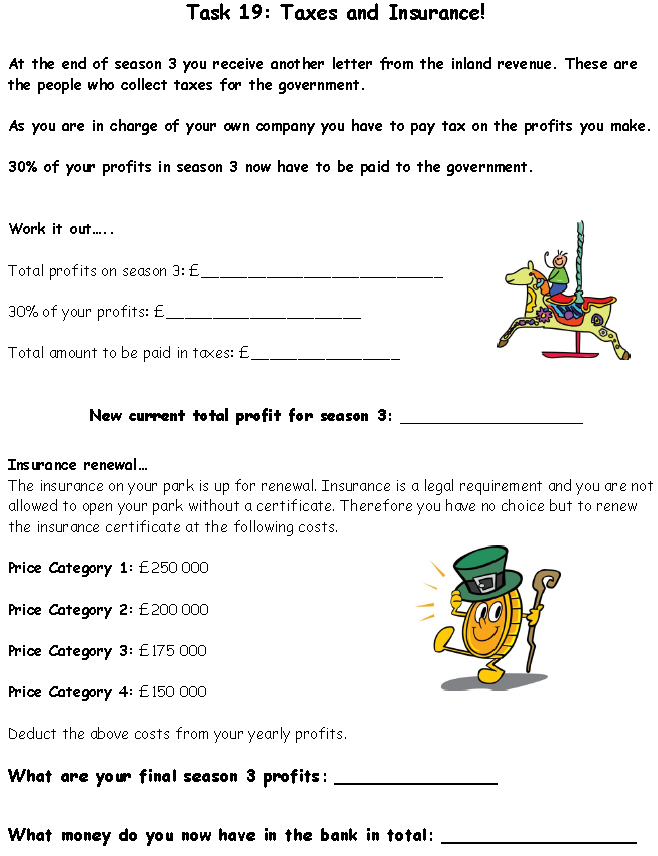 Task 19: Taxes and Insurance!
At the end of season 3 you receive another letter from the inland revenue. These are
the people who collect taxes for the government.
As you are in charge of your own company you have to pay tax on the profits you make.
30% of your profits in season 3 now have to be paid to the government.
Work it out.....
Total profits on season 3: £__________________________
30% of your profits: £_____________________
Total amount to be paid in taxes: £________________
New current total profit for season 3: ____________________
Insurance renewal...
The insurance on your park is up for renewal. Insurance is a legal requirement and you are not
allowed to open your park without a certificate. Therefore you have no choice but to renew
the insurance certificate at the following costs.
Price Category 1: £250 000
Price Category 2: £200 000
Price Category 3: £175 000
Price Category 4: £150 000
Deduct the above costs from your yearly profits.
What are your final season 3 profits: ________________
What money do you now have in the bank in total: ___________________